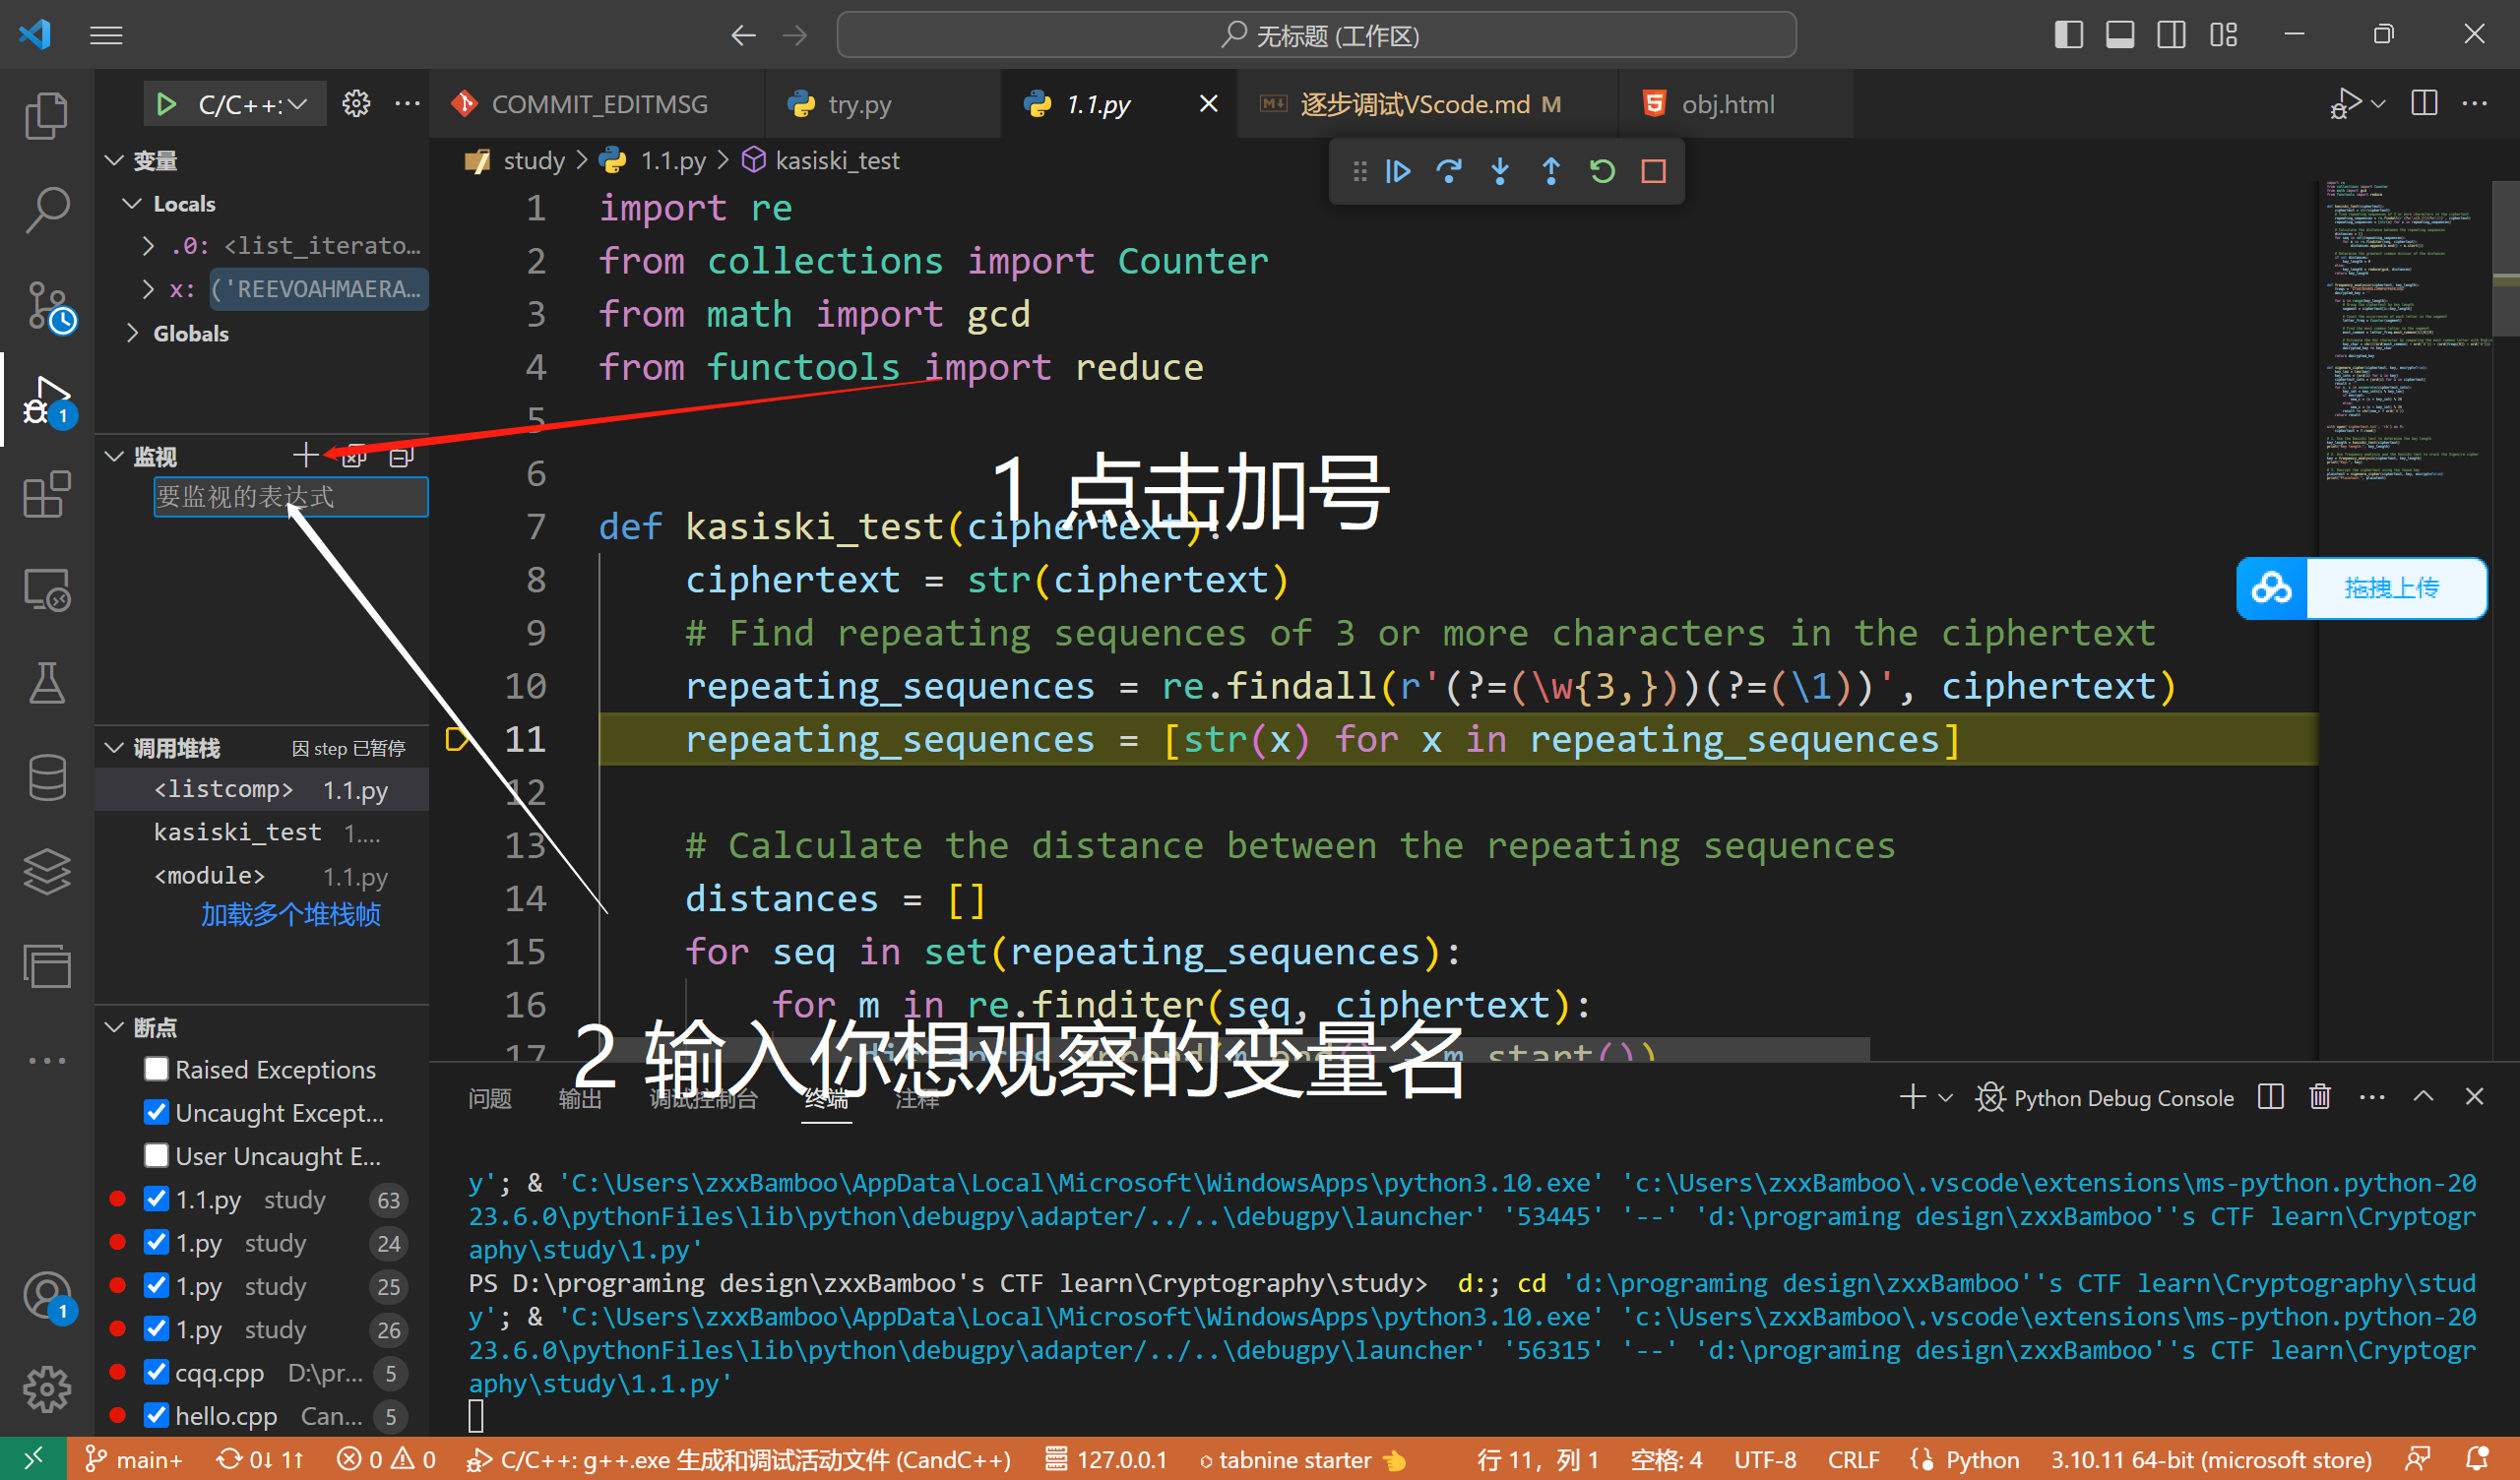 无标题 (工作区)
C/C++:
COMMIT_EDITMSG
try.py
1.1.py
逐步调试VScode.md M
obj.html
变量
Locals
.0: <list_iterato...
x: ('REEVOAHMAERA...
Globals
监视
要监视的表达式
调用堆栈 因 step 已暂停
<listcomp> 1.1.py
kasiski_test 1....
<module> 1.1.py
加载多个堆栈帧
断点
Raised Exceptions
Uncaught Except...
User Uncaught E...
1.1.py study 63
1.py study 24
1.py study 25
1.py study 26
cqq.cpp D:\pr... 5
hello.cpp Can... 5
study > 1.1.py > kasiski_test
1 import re
2 from collections import Counter
3 from math import gcd
4 from functools import reduce
5
6
1 点击加号
7 def kasiski_test(ciphertext):
8 ciphertext = str(ciphertext)
9 # Find repeating sequences of 3 or more characters in the ciphertext
10 repeating_sequences = re.findall(r'(?=(\w{3,}))(?=(\1))', ciphertext)
11 repeating_sequences = [str(x) for x in repeating_sequences]
12
13 # Calculate the distance between the repeating sequences
14 distances = []
15 for seq in set(repeating_sequences):
16 for m in re.finditer(seq, ciphertext):
17 distances.append(m.end() - m.start())
2 输入你想观察的变量名
拖拽上传
问题 输出 调试控制台 终端 注释
Python Debug Console
y'; & 'C:\Users\zxxBamboo\AppData\Local\Microsoft\WindowsApps\python3.10.exe' 'c:\Users\zxxBamboo\.vscode\extensions\ms-python.python-20
23.6.0\pythonFiles\lib\python\debugpy\adapter/../..\debugpy\launcher' '53445' '--' 'd:\programing design\zxxBamboo''s CTF learn\Cryptogr
aphy\study\1.py'
PS D:\programing design\zxxBamboo's CTF learn\Cryptography\study> d:; cd 'd:\programing design\zxxBamboo''s CTF learn\Cryptography\stud
y'; & 'C:\Users\zxxBamboo\AppData\Local\Microsoft\WindowsApps\python3.10.exe' 'c:\Users\zxxBamboo\.vscode\extensions\ms-python.python-20
23.6.0\pythonFiles\lib\python\debugpy\adapter/../..\debugpy\launcher' '56315' '--' 'd:\programing design\zxxBamboo''s CTF learn\Cryptogr
aphy\study\1.1.py'
1
1
main+ 0↓ 1↑ 0 0 C/C++: g++.exe 生成和调试活动文件 (CandC++) 127.0.0.1 tabnine starter 行 11，列 1 空格: 4 UTF-8 CRLF Python 3.10.11 64-bit (microsoft store)